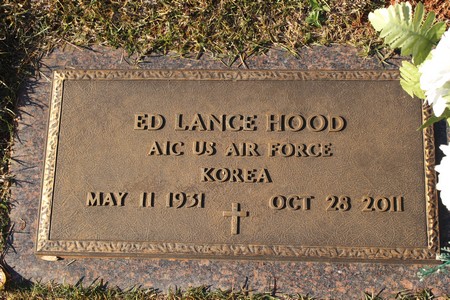 ED LANCE HOOD
A1C US AIR FORCE
KOREA
MAY 11 1931 OCT 28 2011